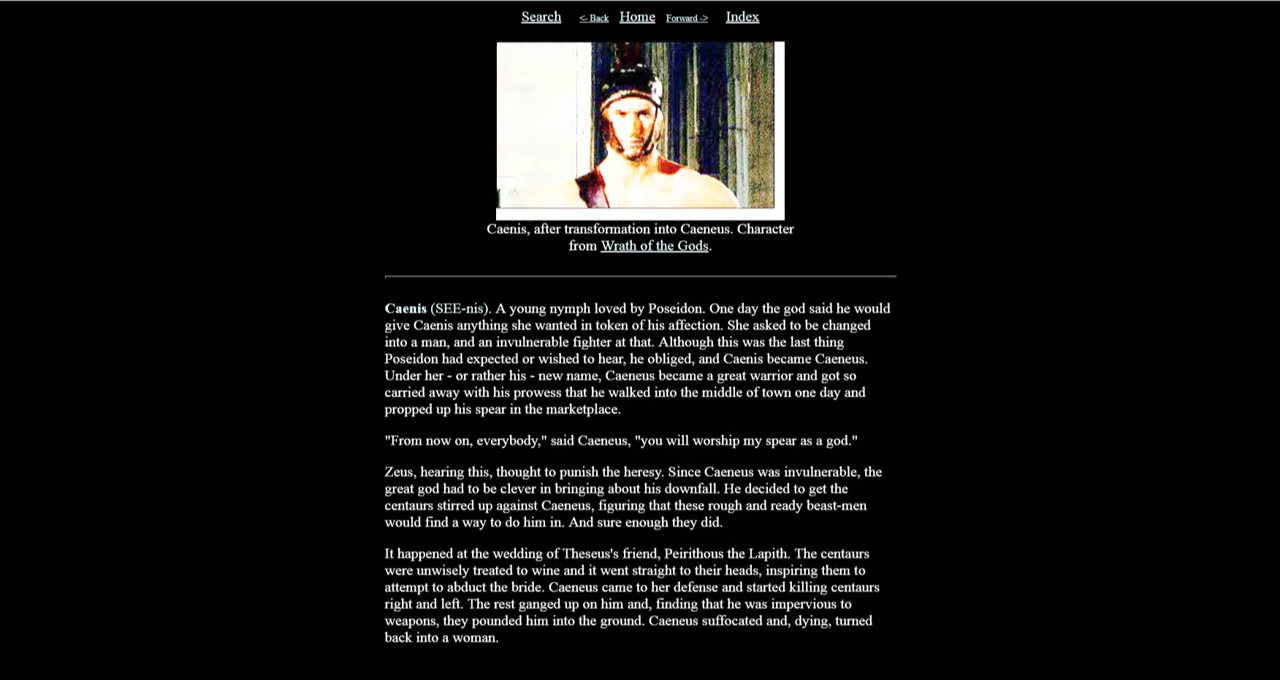 Search <- Back Home Forward -> Index
Caenis, after transformation into Caeneus. Character
from Wrath of the Gods.
Caenis (SEE-nis). A young nymph loved by Poseidon. One day the god said he would
give Caenis anything she wanted in token of his affection. She asked to be changed
into a man, and an invulnerable fighter at that. Although this was the last thing
Poseidon had expected or wished to hear, he obliged, and Caenis became Caeneus.
Under her - or rather his - new name, Caeneus became a great warrior and got so
carried away with his prowess that he walked into the middle of town one day and
propped up his spear in the marketplace.
"From now on, everybody," said Caeneus, "you will worship my spear as a god."
Zeus, hearing this, thought to punish the heresy. Since Caeneus was invulnerable, the
great god had to be clever in bringing about his downfall. He decided to get the
centaurs stirred up against Caeneus, figuring that these rough and ready beast-men
would find a way to do him in. And sure enough they did.
It happened at the wedding of Theseus's friend, Peirithous the Lapith. The centaurs
were unwisely treated to wine and it went straight to their heads, inspiring them to
attempt to abduct the bride. Caeneus came to her defense and started killing centaurs
right and left. The rest ganged up on him and, finding that he was impervious to
weapons, they pounded him into the ground. Caeneus suffocated and, dying, turned
back into a woman.